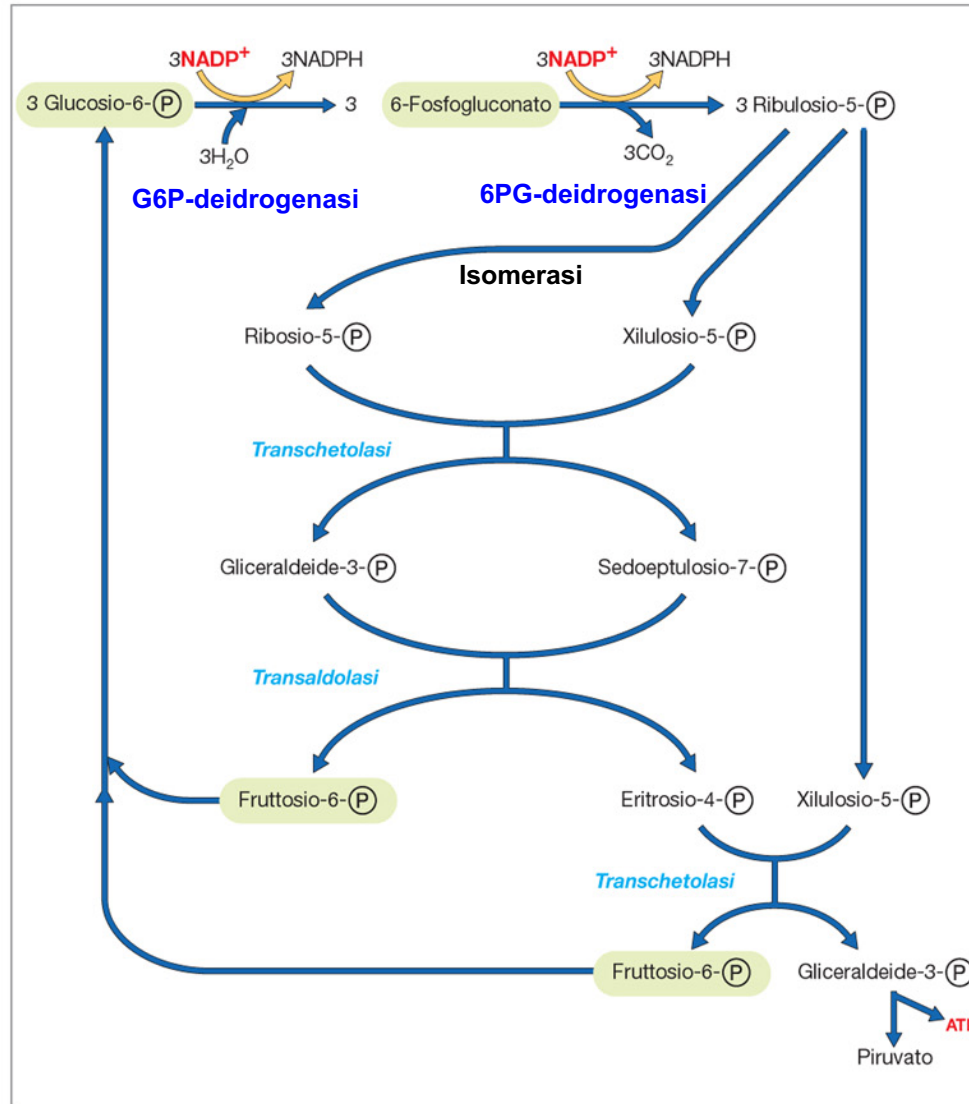 3NADP+ 3NADPH 3NADP+ 3NADPH
3 Glucosio-6-P 3 6-Fosfogluconato 3 Ribulosio-5-P
3H2O 3CO2
G6P-deidrogenasi 6PG-deidrogenasi
Isomerasi
Ribosio-5-P Xilulosio-5-P
Transchetolasi
Gliceraldeide-3-P Sedoeptulosio-7-P
Transaldolasi
Fruttosio-6-P Eritrosio-4-P Xilulosio-5-P
Transchetolasi
Fruttosio-6-P Gliceraldeide-3-P
Piruvato